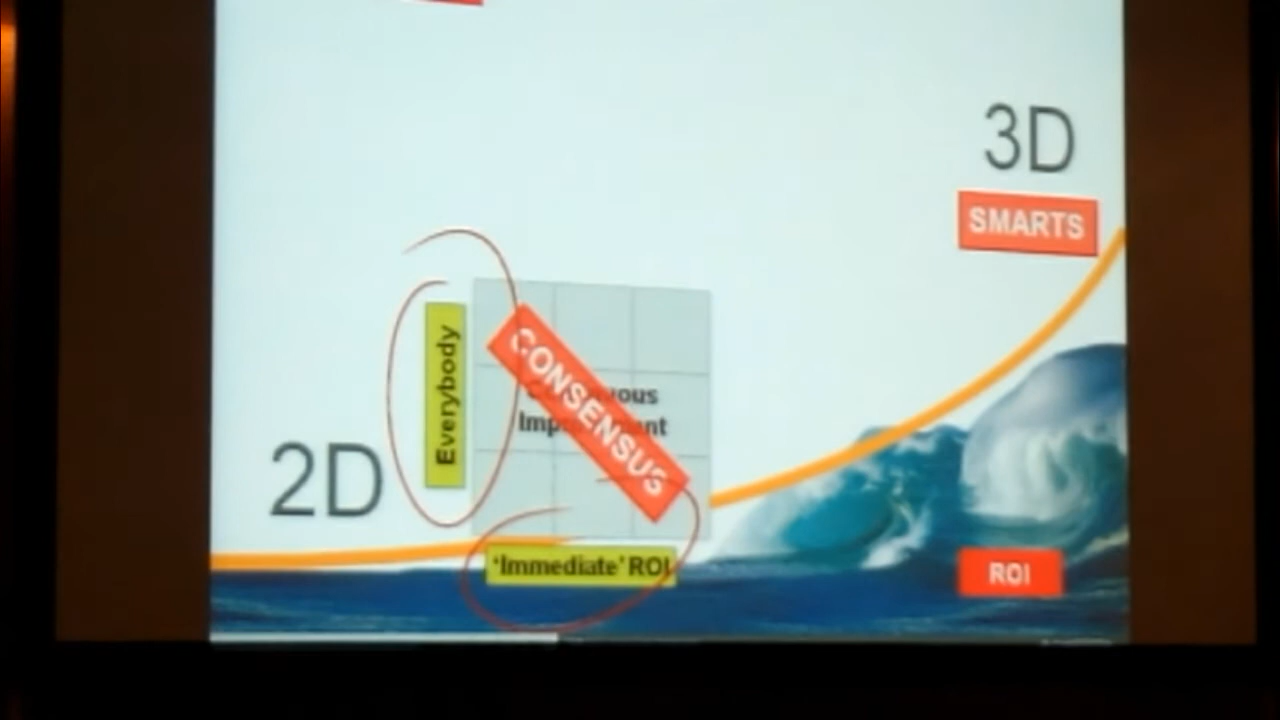 3D
SMARTS
Everybody
CONSENSUS
2D
'Immediate' ROI
ROI